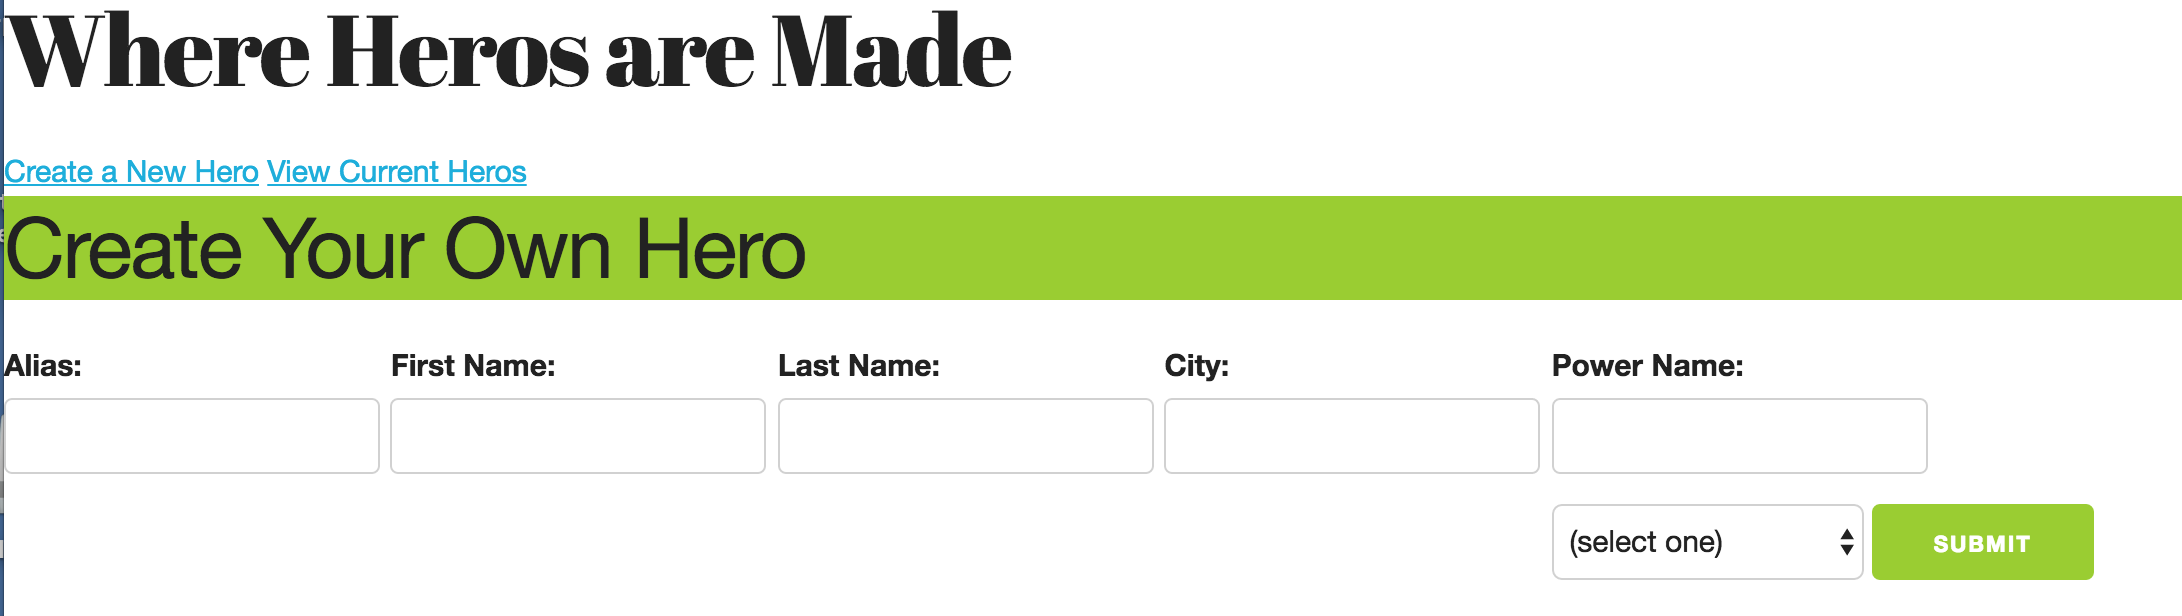 Where Heros are Made
Create a New Hero View Current Heros
Create Your Own Hero
Alias: First Name: Last Name: City: Power Name:
(select one) SUBMIT